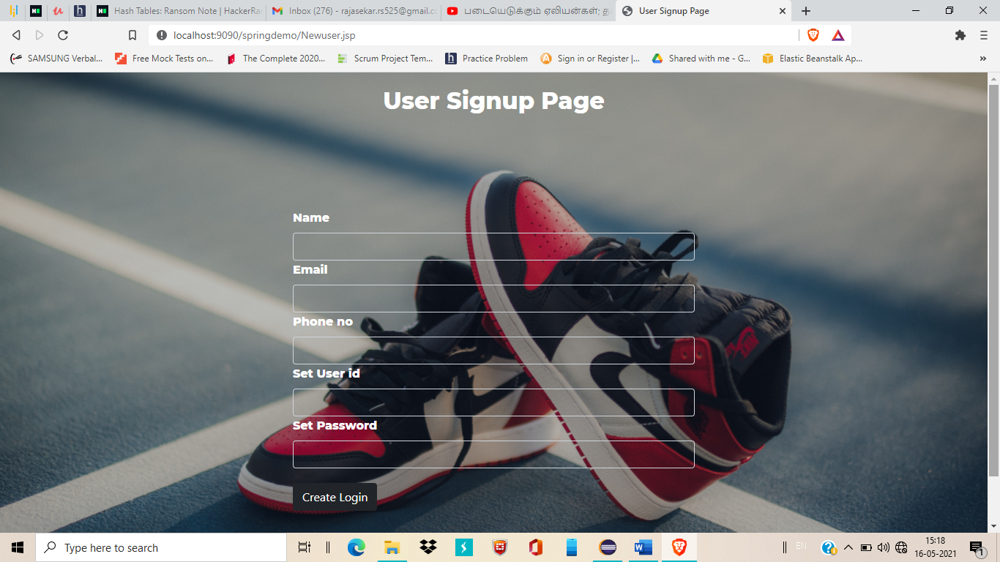 Hash Tables: Ransom Note | HackerRa
Inbox (276) - rajasekar.rs525@gmail.co
படையெடுக்கும் ஏலியன்கள்; த
User Signup Page
localhost:9090/springdemo/Newuser.jsp
SAMSUNG Verbal...
Free Mock Tests on...
The Complete 2020...
Scrum Project Tem...
Practice Problem
Sign in or Register |...
Shared with me - G...
Elastic Beanstalk Ap...
»
User Signup Page
Name
Email
Phone no
Set User id
Set Password
Create Login
Type here to search
EN
15:18
16-05-2021
1